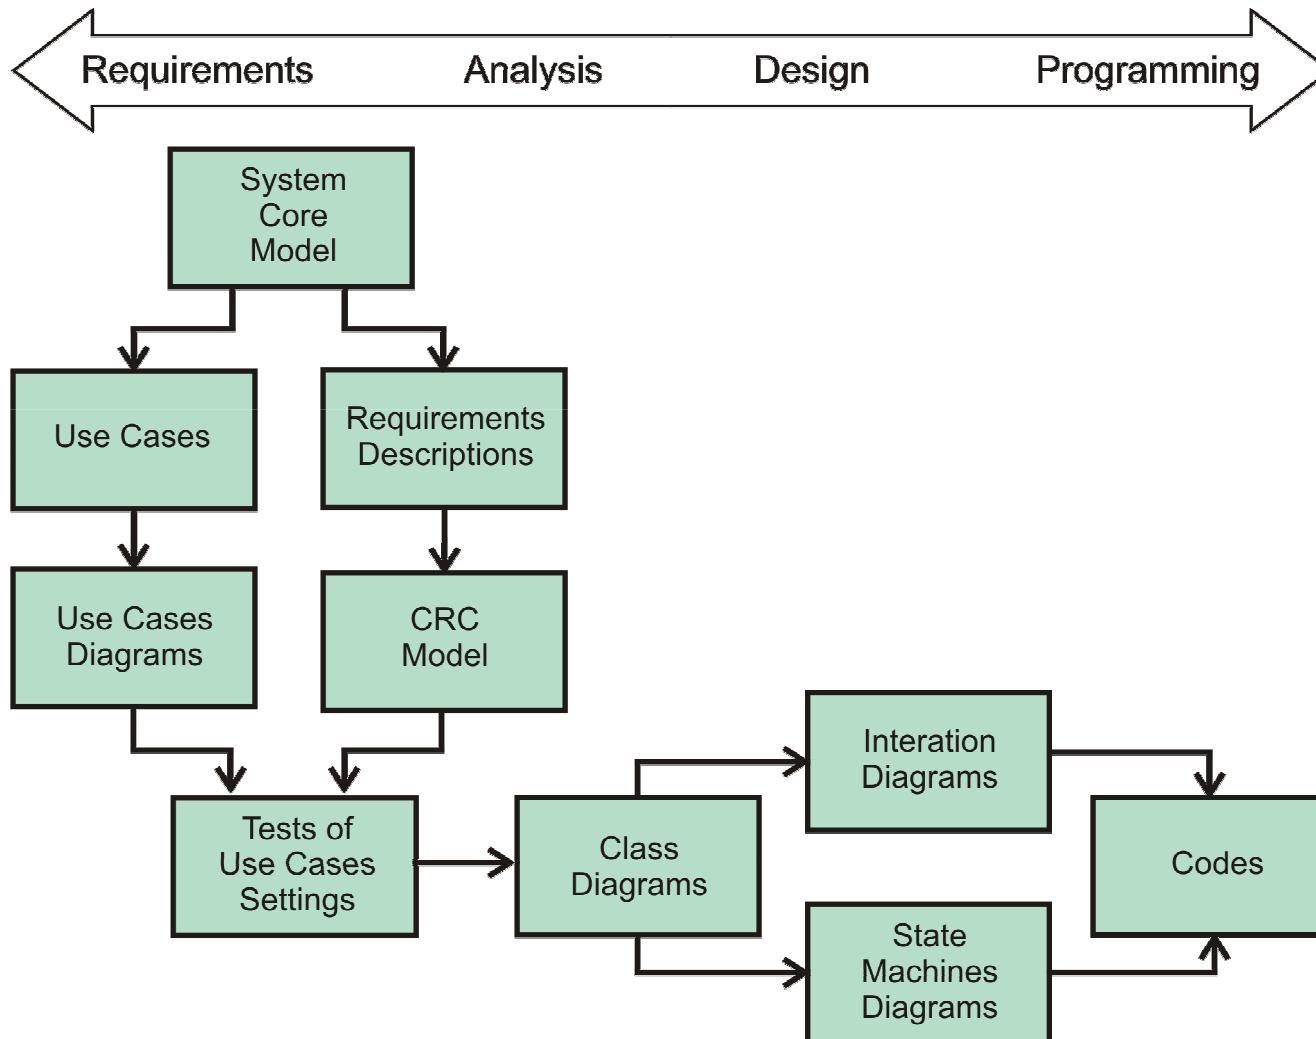 Requirements Analysis Design Programming
System
Core
Model
Use Cases
Requirements
Descriptions
Use Cases
Diagrams
CRC
Model
Tests of
Use Cases
Settings
Class
Diagrams
Interation
Diagrams
State
Machines
Diagrams
Codes